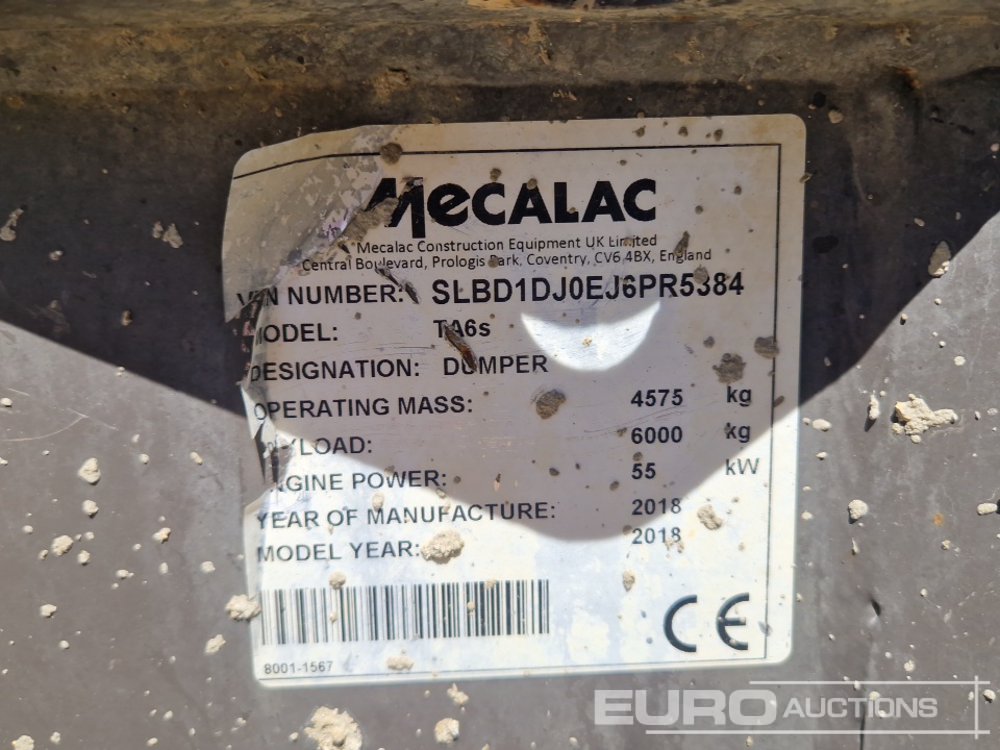 MeCALAC
Mecalac Construction Equipment UK Limited
Central Boulevard, Prologis Park, Coventry, CV6 4BX, England
VIN NUMBER: SLBD1DJ0EJ6PR5384
MODEL: TA6s
DESIGNATION: DUMPER
OPERATING MASS: 4575 kg
PAYLOAD: 6000 kg
ENGINE POWER: 55 kW
YEAR OF MANUFACTURE: 2018
MODEL YEAR: 2018
CE
8001-1567
EURO AUCTIONS